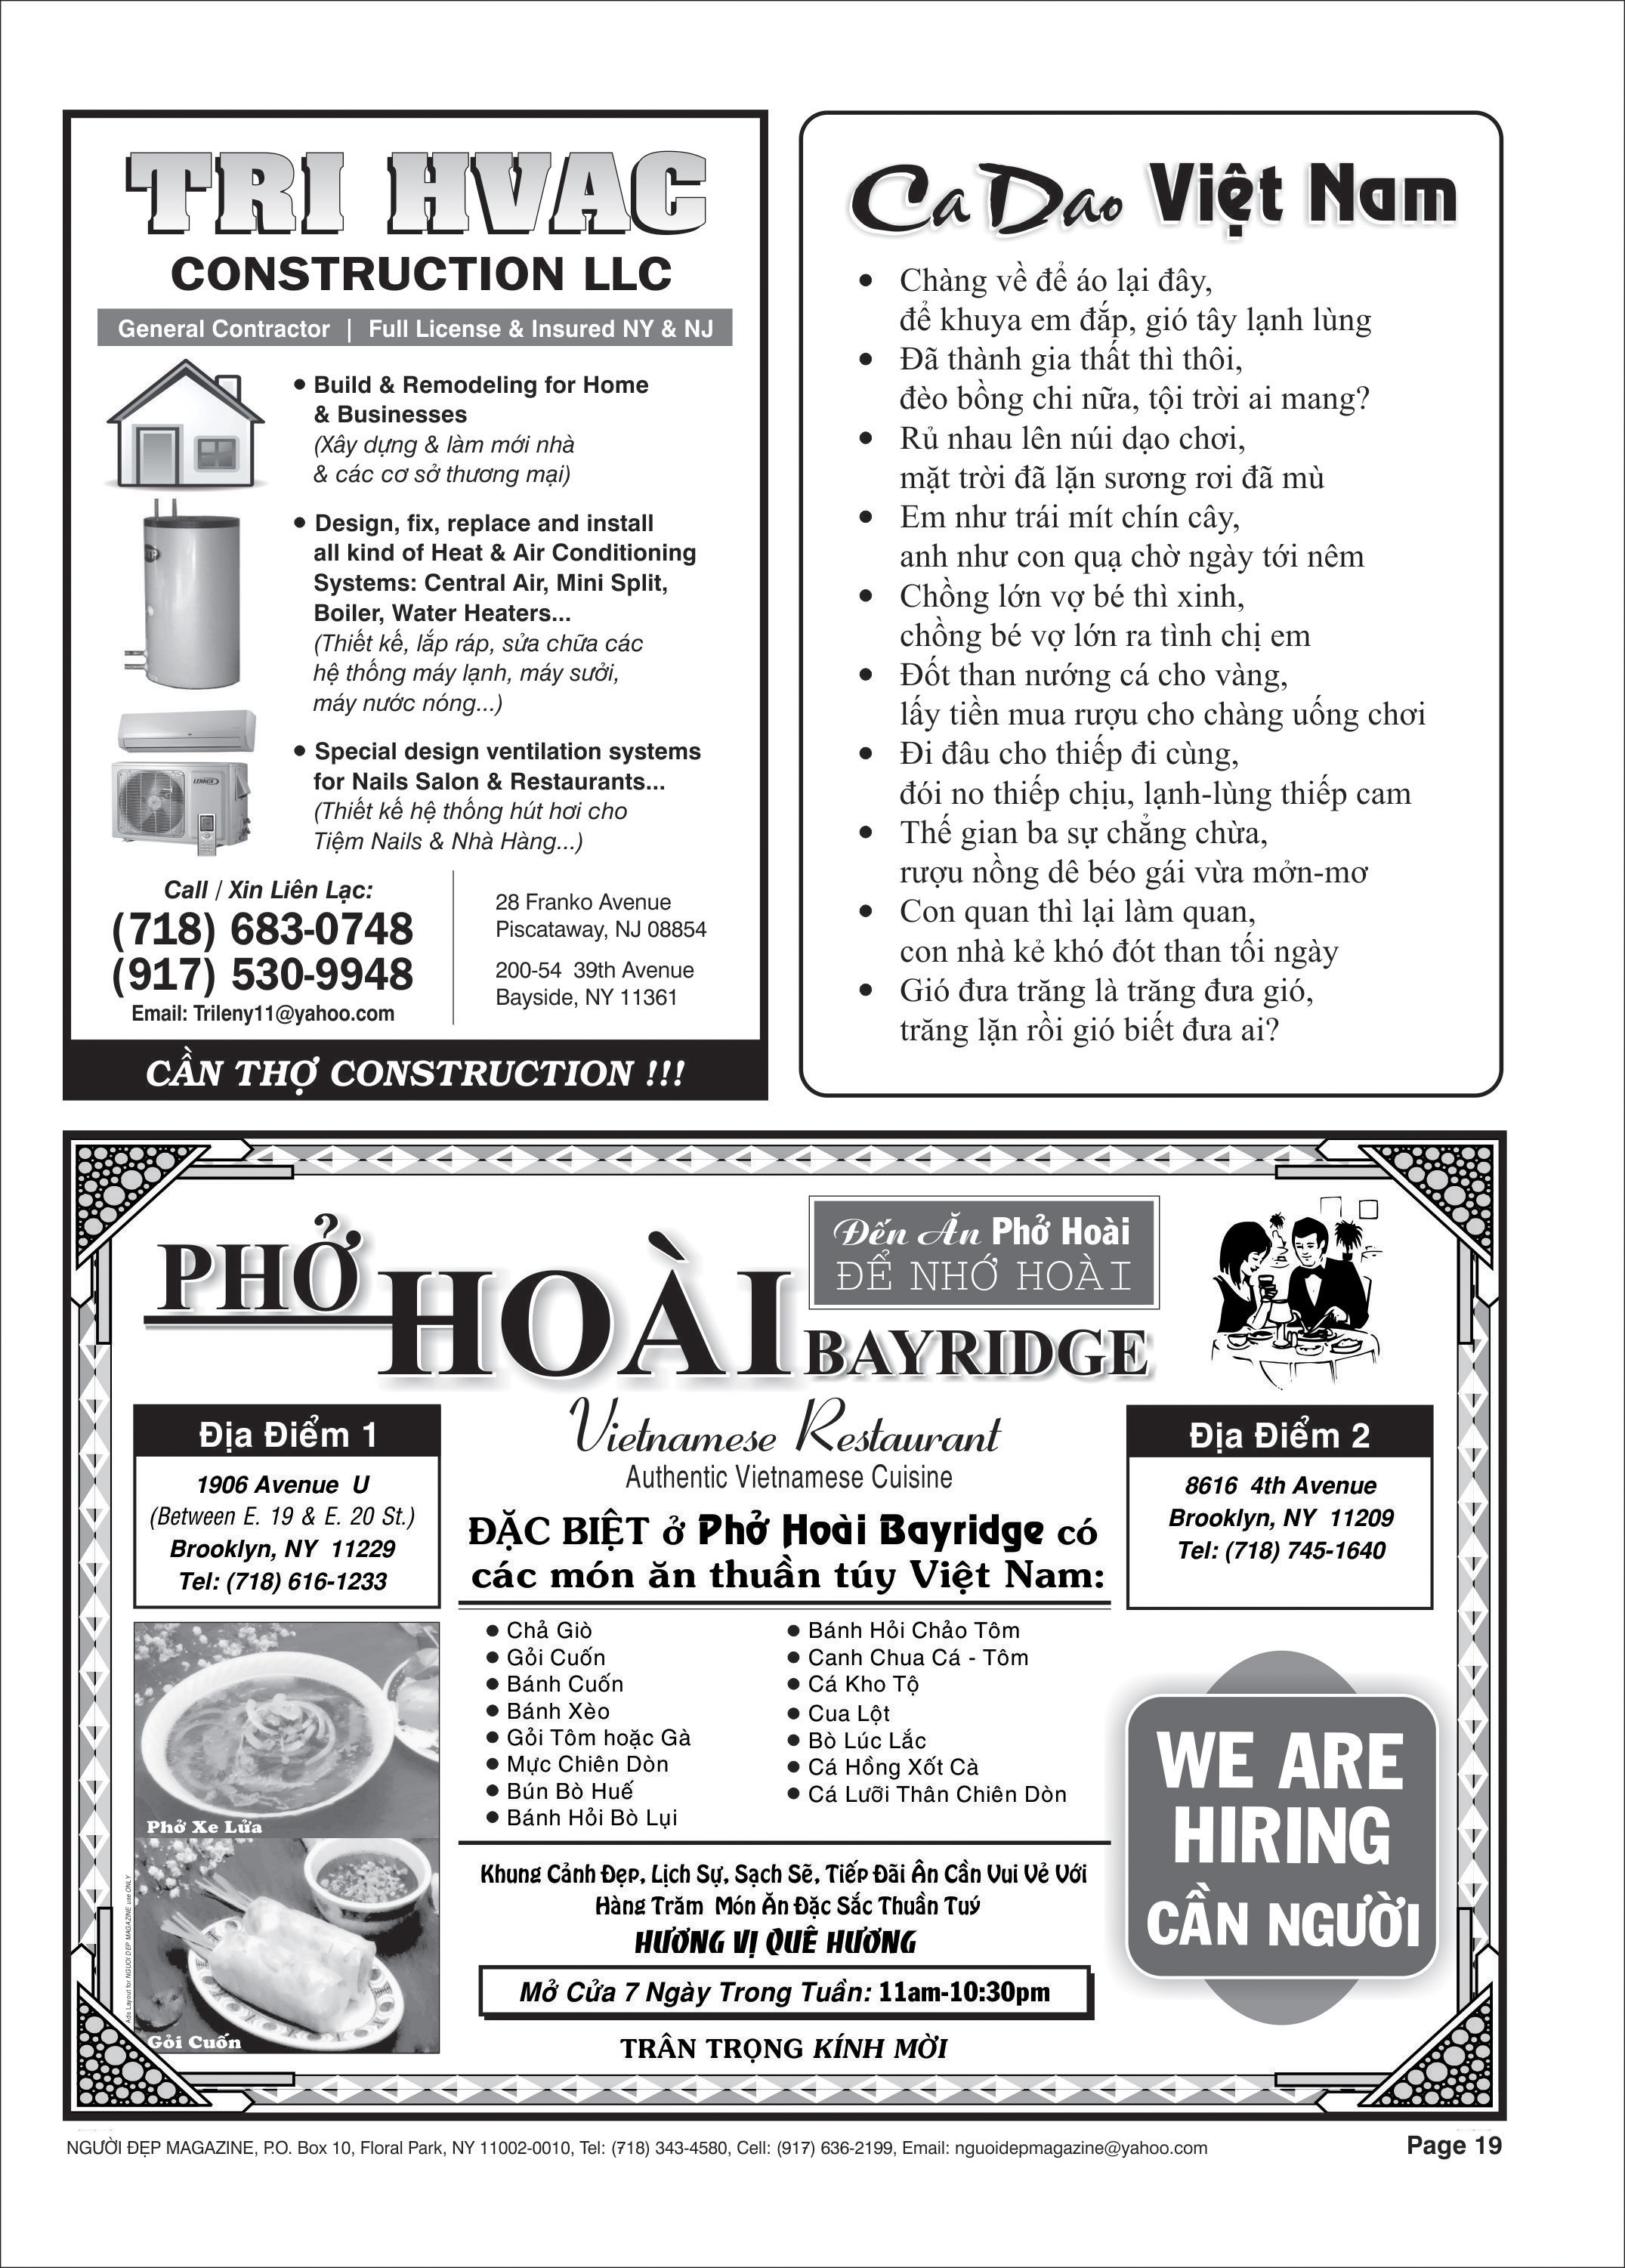 TRI HVAC
CONSTRUCTION LLC
General Contractor | Full License & Insured NY & NJ
• Build & Remodeling for Home
& Businesses
(Xây dựng & làm mới nhà
& các cơ sở thương mại)
• Design, fix, replace and install
all kind of Heat & Air Conditioning
Systems: Central Air, Mini Split,
Boiler, Water Heaters...
(Thiết kế, lắp ráp, sửa chữa các
hệ thống máy lạnh, máy sưởi,
máy nước nóng...)
LENNOX
• Special design ventilation systems
for Nails Salon & Restaurants...
(Thiết kế hệ thống hút hơi cho
Tiệm Nails & Nhà Hàng...)
Call / Xin Liên Lạc:
(718) 683-0748
(917) 530-9948
Email: Trileny11@yahoo.com
28 Franko Avenue
Piscataway, NJ 08854
200-54 39th Avenue
Bayside, NY 11361
CẦN THỢ CONSTRUCTION !!!
Ca Dao Việt Nam
• Chàng về để áo lại đây,
để khuya em đắp, gió tây lạnh lùng
• Đã thành gia thất thì thôi,
đèo bồng chi nữa, tội trời ai mang?
• Rủ nhau lên núi dạo chơi,
mặt trời đã lặn sương rơi đã mù
• Em như trái mít chín cây,
anh như con quạ chờ ngày tới nêm
• Chồng lớn vợ bé thì xinh,
chồng bé vợ lớn ra tình chị em
• Đốt than nướng cá cho vàng,
lấy tiền mua rượu cho chàng uống chơi
• Đi đâu cho thiếp đi cùng,
đói no thiếp chịu, lạnh-lùng thiếp cam
• Thế gian ba sự chẳng chừa,
rượu nồng dê béo gái vừa mởn-mơ
• Con quan thì lại làm quan,
con nhà kẻ khó đót than tối ngày
• Gió đưa trăng là trăng đưa gió,
trăng lặn rồi gió biết đưa ai?
PHỞ HOÀI BAYRIDGE
Đến Ăn Phở Hoài
ĐỂ NHỚ HOÀI
Vietnamese Restaurant
Authentic Vietnamese Cuisine
Địa Điểm 1
1906 Avenue U
(Between E. 19 & E. 20 St.)
Brooklyn, NY 11229
Tel: (718) 616-1233
Địa Điểm 2
8616 4th Avenue
Brooklyn, NY 11209
Tel: (718) 745-1640
ĐẶC BIỆT ở Phở Hoài Bayridge có
các món ăn thuần túy Việt Nam:
• Chả Giò
• Gỏi Cuốn
• Bánh Cuốn
• Bánh Xèo
• Gỏi Tôm hoặc Gà
• Mực Chiên Dòn
• Bún Bò Huế
• Bánh Hỏi Bò Lụi
• Bánh Hỏi Chảo Tôm
• Canh Chua Cá - Tôm
• Cá Kho Tộ
• Cua Lột
• Bò Lúc Lắc
• Cá Hồng Xốt Cà
• Cá Lưỡi Thân Chiên Dòn
Phở Xe Lửa
Gỏi Cuốn
Ads Layout for NGUOI DEP MAGAZINE use ONLY
Khung Cảnh Đẹp, Lịch Sự, Sạch Sẽ, Tiếp Đãi Ân Cần Vui Vẻ Với
Hàng Trăm Món Ăn Đặc Sắc Thuần Tuý
HƯƠNG VỊ QUÊ HƯƠNG
Mở Cửa 7 Ngày Trong Tuần: 11am-10:30pm
TRÂN TRỌNG KÍNH MỜI
WE ARE
HIRING
CẦN NGƯỜI
NGƯỜI ĐẸP MAGAZINE, P.O. Box 10, Floral Park, NY 11002-0010, Tel: (718) 343-4580, Cell: (917) 636-2199, Email: nguoidepmagazine@yahoo.com
Page 19